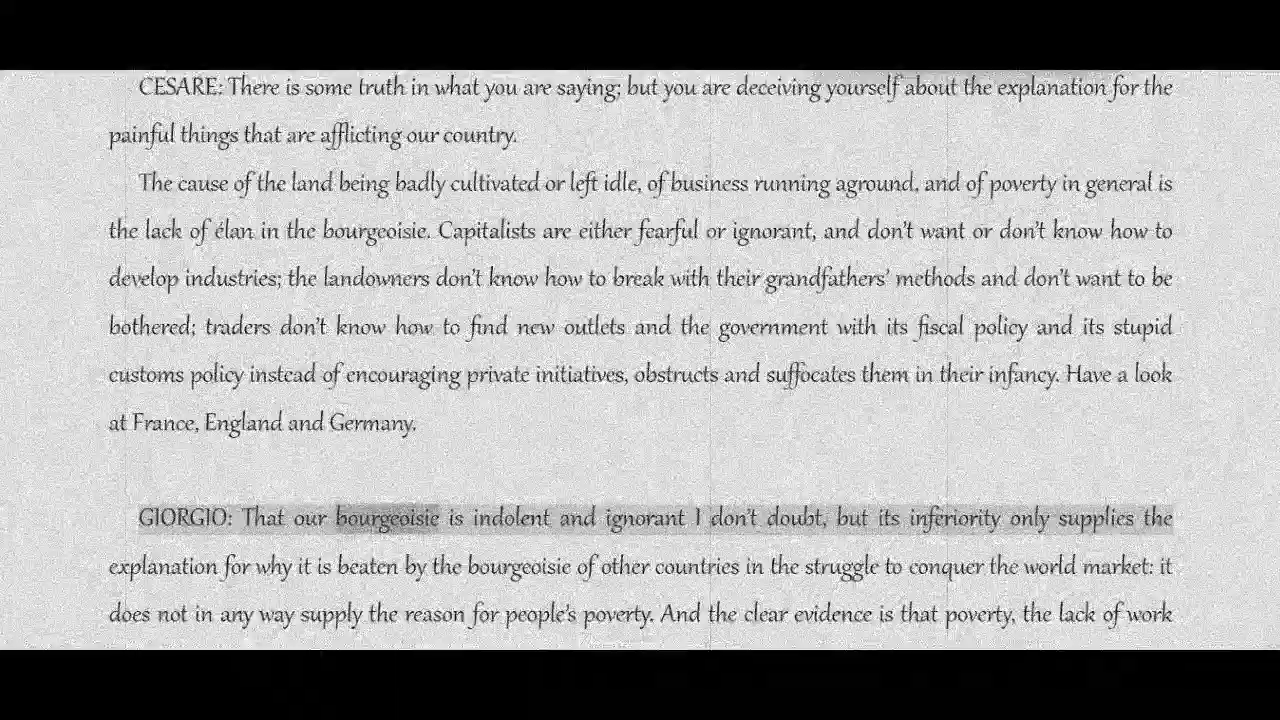 CESARE: There is some truth in what you are saying; but you are deceiving yourself about the explanation for the
painful things that are afflicting our country.
The cause of the land being badly cultivated or left idle, of business running aground, and of poverty in general is
the lack of élan in the bourgeoisie. Capitalists are either fearful or ignorant, and don't want or don't know how to
develop industries; the landowners don't know how to break with their grandfathers' methods and don't want to be
bothered; traders don't know how to find new outlets and the government with its fiscal policy and its stupid
customs policy instead of encouraging private initiatives, obstructs and suffocates them in their infancy. Have a look
at France, England and Germany.
GIORGIO: That our bourgeoisie is indolent and ignorant I don't doubt, but its inferiority only supplies the
explanation for why it is beaten by the bourgeoisie of other countries in the struggle to conquer the world market: it
does not in any way supply the reason for people's poverty. And the clear evidence is that poverty, the lack of work